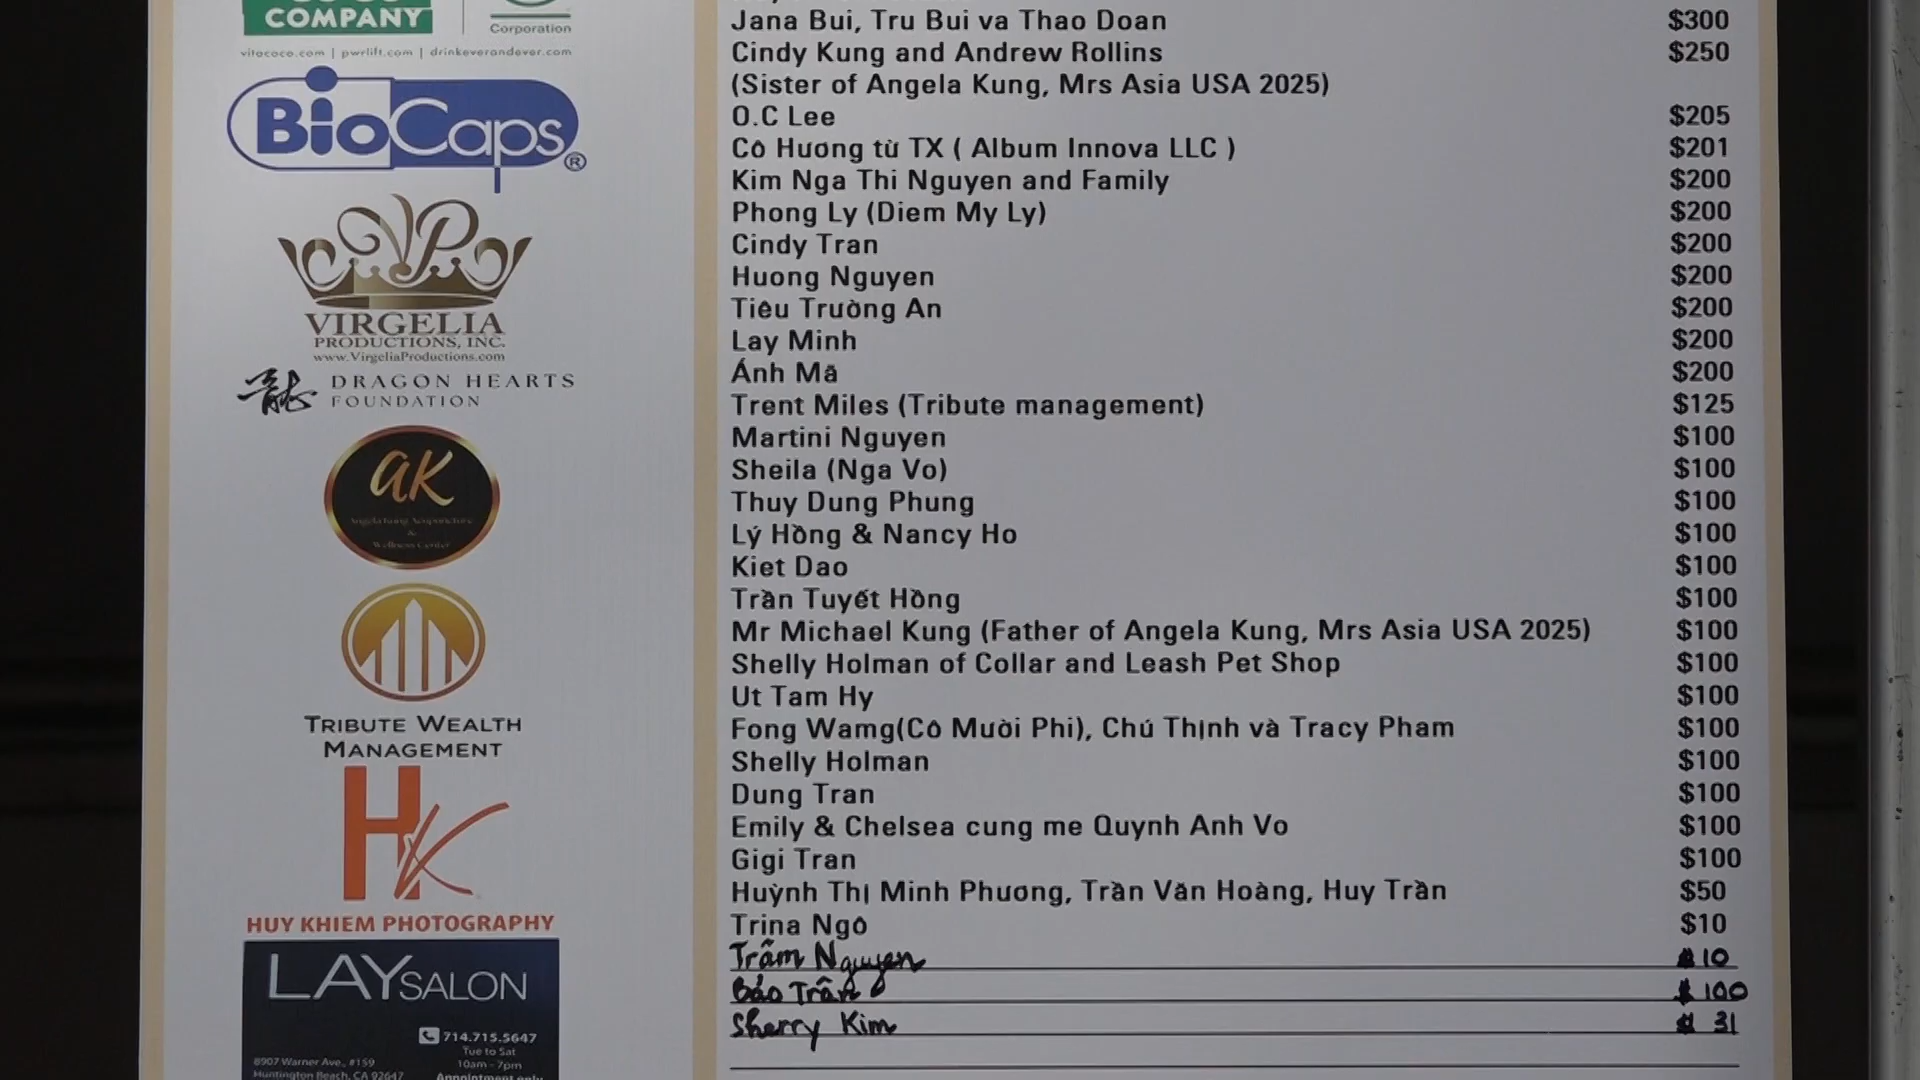 COMPANY
Corporation
vitacoco.com | pwrlift.com | drinkeverandever.com
BioCaps®
VP
VIRGELIA
PRODUCTIONS, INC.
www.VirgeliaProductions.com
DRAGON HEARTS
FOUNDATION
aK
Angela Kung Acupuncture
&
Wellness Center
TRIBUTE WEALTH
MANAGEMENT
HK
HUY KHIEM PHOTOGRAPHY
LAY SALON
714.715.5647
Tue to Sat
8907 Warner Ave., #159
10am - 7pm
Huntington Beach, CA 92647
Appointment only
Jana Bui, Tru Bui va Thao Doan $300
Cindy Kung and Andrew Rollins $250
(Sister of Angela Kung, Mrs Asia USA 2025)
O.C Lee $205
Cô Hương từ TX ( Album Innova LLC ) $201
Kim Nga Thi Nguyen and Family $200
Phong Ly (Diem My Ly) $200
Cindy Tran $200
Huong Nguyen $200
Tiêu Trường An $200
Lay Minh $200
Ánh Mã $200
Trent Miles (Tribute management) $125
Martini Nguyen $100
Sheila (Nga Vo) $100
Thuy Dung Phung $100
Lý Hồng & Nancy Ho $100
Kiet Dao $100
Trần Tuyết Hồng $100
Mr Michael Kung (Father of Angela Kung, Mrs Asia USA 2025) $100
Shelly Holman of Collar and Leash Pet Shop $100
Ut Tam Hy $100
Fong Wamg(Cô Mười Phi), Chú Thịnh và Tracy Pham $100
Shelly Holman $100
Dung Tran $100
Emily & Chelsea cung me Quynh Anh Vo $100
Gigi Tran $100
Huỳnh Thị Minh Phương, Trần Văn Hoàng, Huy Trần $50
Trina Ngô $10
Trâm Nguyen $10
Bảo Trân $100
Sherry Kim $31